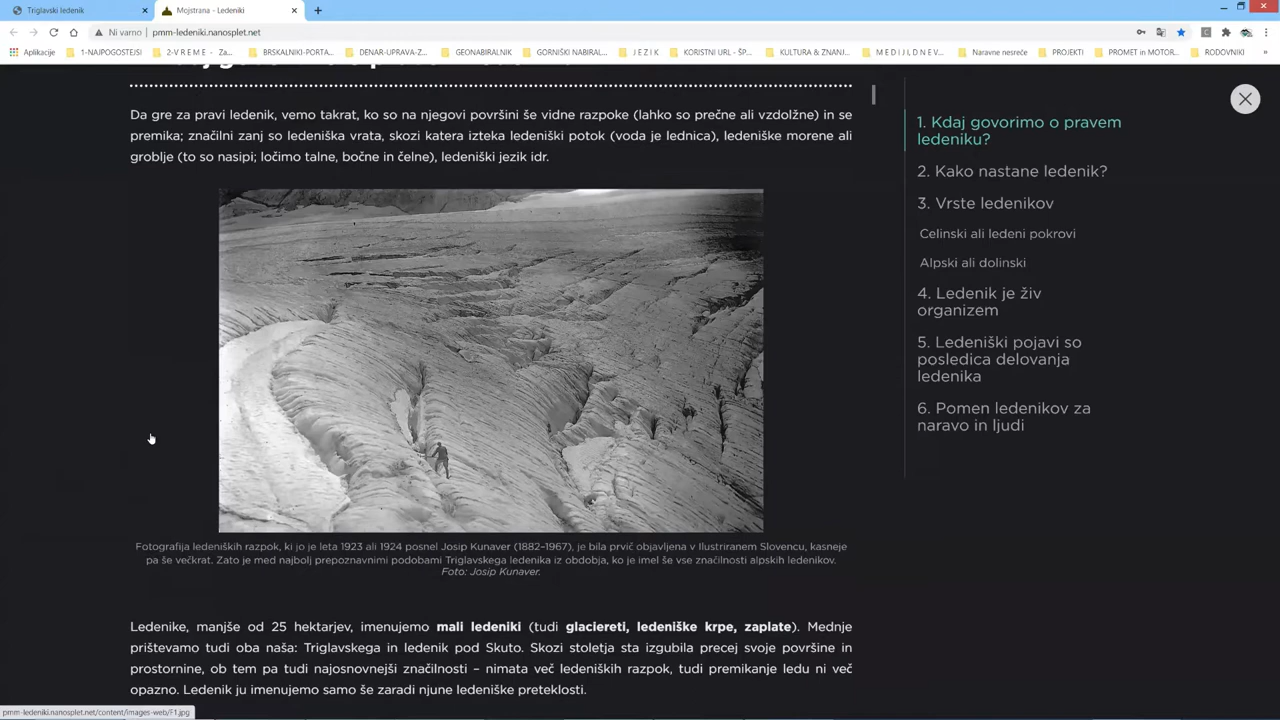 Triglavski ledenik
Mojstrana - Ledeniki
Ni varno
pmm-ledeniki.nanosplet.net
Aplikacije
1-NAJPOGOSTEJSI
2-V R E M E - Za...
BRSKALNIKI-PORTA...
DENAR-UPRAVA-Z...
GEONABIRALNIK
GORNIŠKI NABIRAL...
J E Z I K
KORISTNI URL - SP...
KULTURA & ZNANJ...
M E D I J I, D N E V...
Naravne nesreče
PROJEKTI
PROMET in MOTOR...
RODOVNIKI
»
Da gre za pravi ledenik, vemo takrat, ko so na njegovi površini še vidne razpoke (lahko so prečne ali vzdolžne) in se
premika; značilni zanj so ledeniška vrata, skozi katera izteka ledeniški potok (voda je lednica), ledeniške morene ali
groblje (to so nasipi; ločimo talne, bočne in čelne), ledeniški jezik idr.
Fotografija ledeniških razpok, ki jo je leta 1923 ali 1924 posnel Josip Kunaver (1882–1967), je bila prvič objavljena v Ilustriranem Slovencu, kasneje
pa še večkrat. Zato je med najbolj prepoznavnimi podobami Triglavskega ledenika iz obdobja, ko je imel še vse značilnosti alpskih ledenikov.
Foto: Josip Kunaver.
Ledenike, manjše od 25 hektarjev, imenujemo mali ledeniki (tudi glaciereti, ledeniške krpe, zaplate). Mednje
prištevamo tudi oba naša: Triglavskega in ledenik pod Skuto. Skozi stoletja sta izgubila precej svoje površine in
prostornine, ob tem pa tudi najosnovnejši značilnosti – nimata več ledeniških razpok, tudi premikanje ledu ni več
opazno. Ledenik ju imenujemo samo še zaradi njune ledeniške preteklosti.
1. Kdaj govorimo o pravem
ledeniku?
2. Kako nastane ledenik?
3. Vrste ledenikov
Celinski ali ledeni pokrovi
Alpski ali dolinski
4. Ledenik je živ
organizem
5. Ledeniški pojavi so
posledica delovanja
ledenika
6. Pomen ledenikov za
naravo in ljudi
pmm-ledeniki.nanosplet.net/content/images-web/F1.jpg